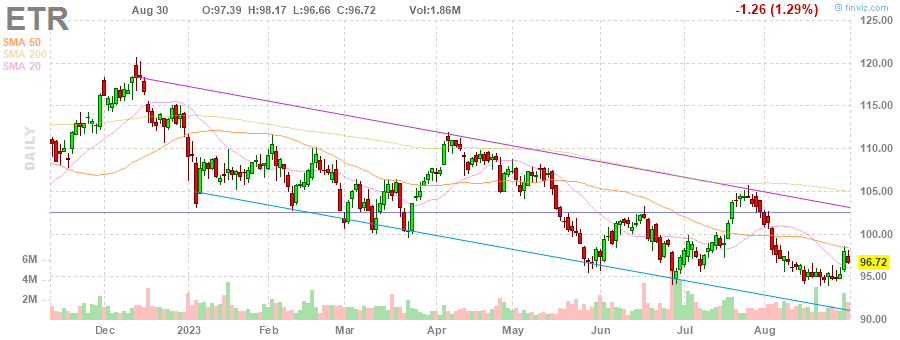 ETR Aug 30 O:97.39 H:98.17 L:96.66 C:96.72 Vol:1.86M -1.26 (1.29%) © finviz.com
SMA 50
SMA 200
SMA 20
DAILY
125.00
120.00
115.00
110.00
105.00
100.00
96.72
95.00
90.00
6M
4M
2M
Dec 2023 Feb Mar Apr May Jun Jul Aug